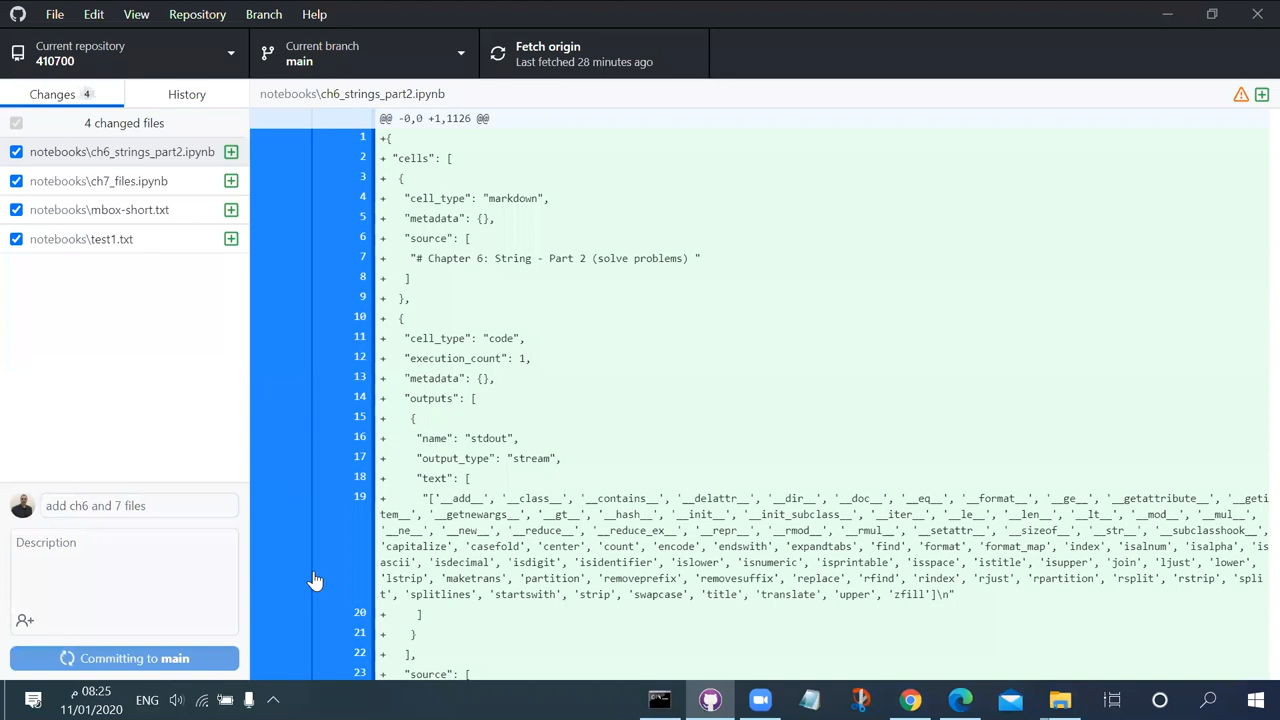 File Edit View Repository Branch Help
Current repository
410700
Current branch
main
Fetch origin
Last fetched 28 minutes ago
Changes 4
History
notebooks\ch6_strings_part2.ipynb
4 changed files
notebooks\ch6_strings_part2.ipynb
notebooks\ch7_files.ipynb
notebooks\mbox-short.txt
notebooks\test1.txt
add ch6 and 7 files
Description
Committing to main
@@ -0,0 +1,1126 @@
1 +{
2 + "cells": [
3 + {
4 + "cell_type": "markdown",
5 + "metadata": {},
6 + "source": [
7 + "# Chapter 6: String - Part 2 (solve problems) "
8 + ]
9 + },
10 + {
11 + "cell_type": "code",
12 + "execution_count": 1,
13 + "metadata": {},
14 + "outputs": [
15 + {
16 + "name": "stdout",
17 + "output_type": "stream",
18 + "text": [
19 + "['__add__', '__class__', '__contains__', '__delattr__', '__dir__', '__doc__', '__eq__', '__format__', '__ge__', '__getattribute__', '__geti
tem__', '__getnewargs__', '__gt__', '__hash__', '__init__', '__init_subclass__', '__iter__', '__le__', '__len__', '__lt__', '__mod__', '__mul__',
'__ne__', '__new__', '__reduce__', '__reduce_ex__', '__repr__', '__rmod__', '__rmul__', '__setattr__', '__sizeof__', '__str__', '__subclasshook__',
'capitalize', 'casefold', 'center', 'count', 'encode', 'endswith', 'expandtabs', 'find', 'format', 'format_map', 'index', 'isalnum', 'isalpha', 'is
ascii', 'isdecimal', 'isdigit', 'isidentifier', 'islower', 'isnumeric', 'isprintable', 'isspace', 'istitle', 'isupper', 'join', 'ljust', 'lower',
'lstrip', 'maketrans', 'partition', 'removeprefix', 'removesuffix', 'replace', 'rfind', 'rindex', 'rjust', 'rpartition', 'rsplit', 'rstrip', 'spli
t', 'splitlines', 'startswith', 'strip', 'swapcase', 'title', 'translate', 'upper', 'zfill']\n"
20 + ]
21 + }
22 + ],
23 + "source": [
ENG
08:25 م
11/01/2020